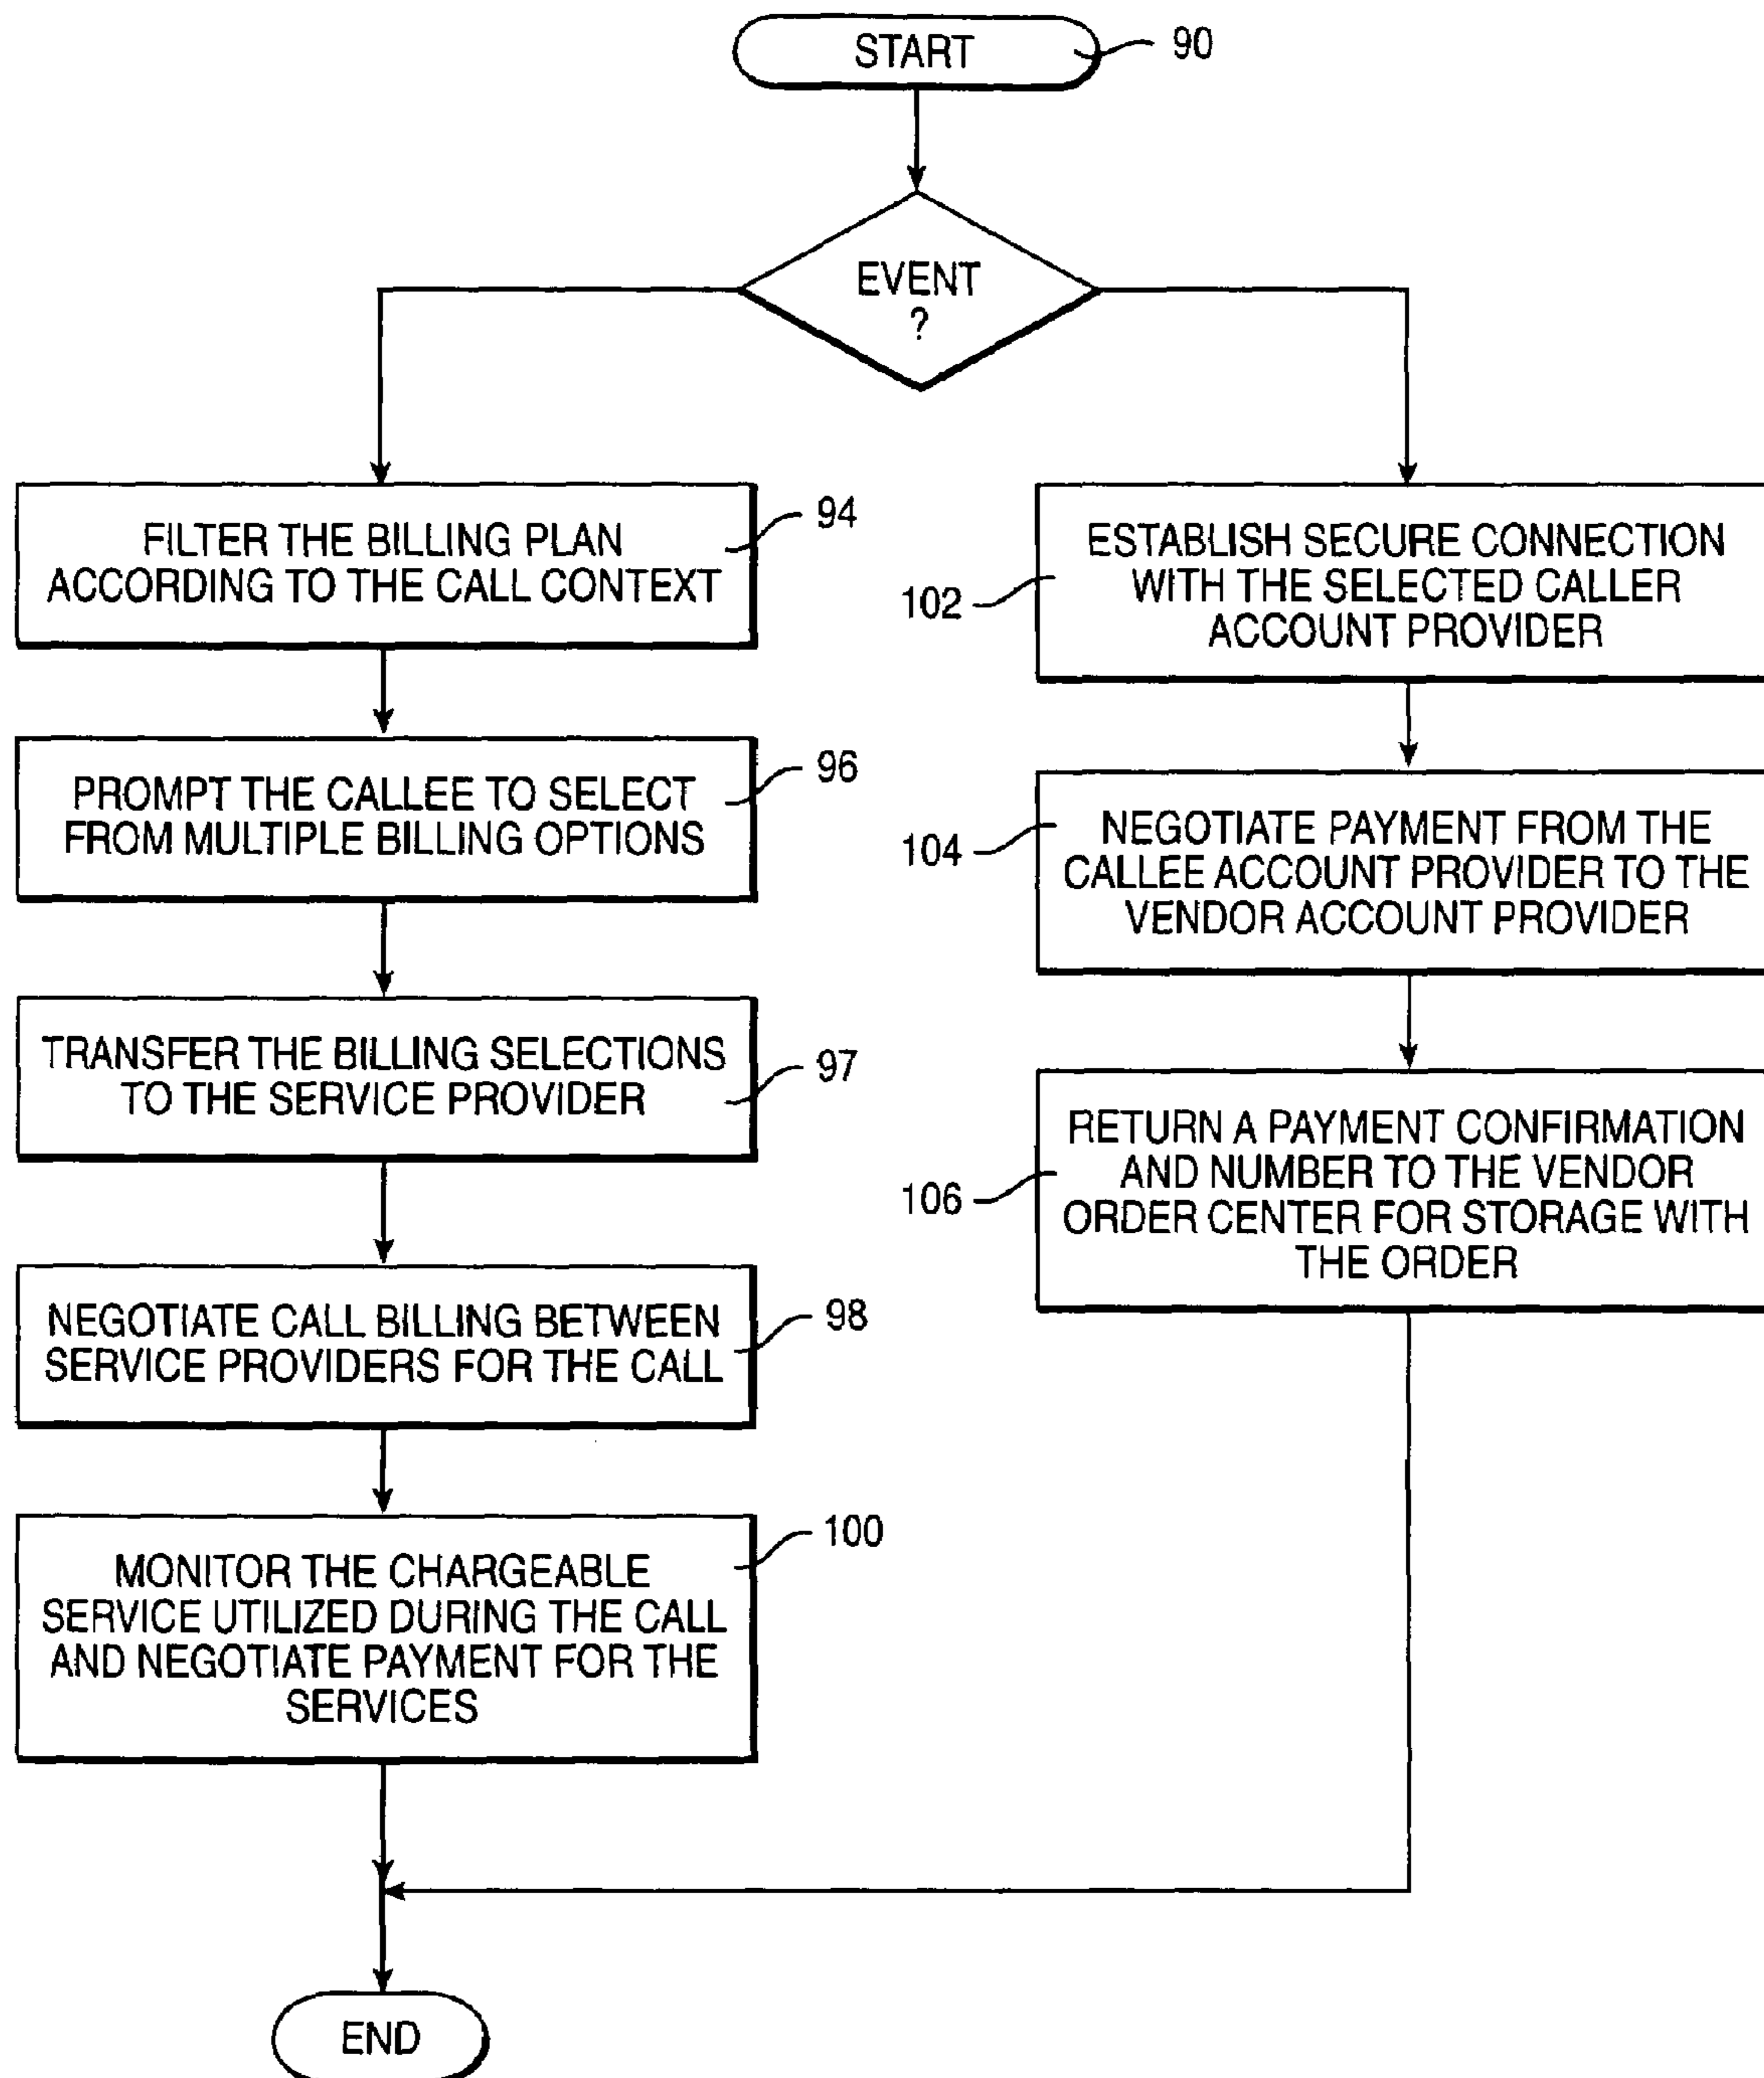 START
90
EVENT
?
FILTER THE BILLING PLAN
ACCORDING TO THE CALL CONTEXT
94
PROMPT THE CALLEE TO SELECT
FROM MULTIPLE BILLING OPTIONS
96
TRANSFER THE BILLING SELECTIONS
TO THE SERVICE PROVIDER
97
NEGOTIATE CALL BILLING BETWEEN
SERVICE PROVIDERS FOR THE CALL
98
MONITOR THE CHARGEABLE
SERVICE UTILIZED DURING THE CALL
AND NEGOTIATE PAYMENT FOR THE
SERVICES
100
102
ESTABLISH SECURE CONNECTION
WITH THE SELECTED CALLER
ACCOUNT PROVIDER
104
NEGOTIATE PAYMENT FROM THE
CALLEE ACCOUNT PROVIDER TO THE
VENDOR ACCOUNT PROVIDER
106
RETURN A PAYMENT CONFIRMATION
AND NUMBER TO THE VENDOR
ORDER CENTER FOR STORAGE WITH
THE ORDER
END